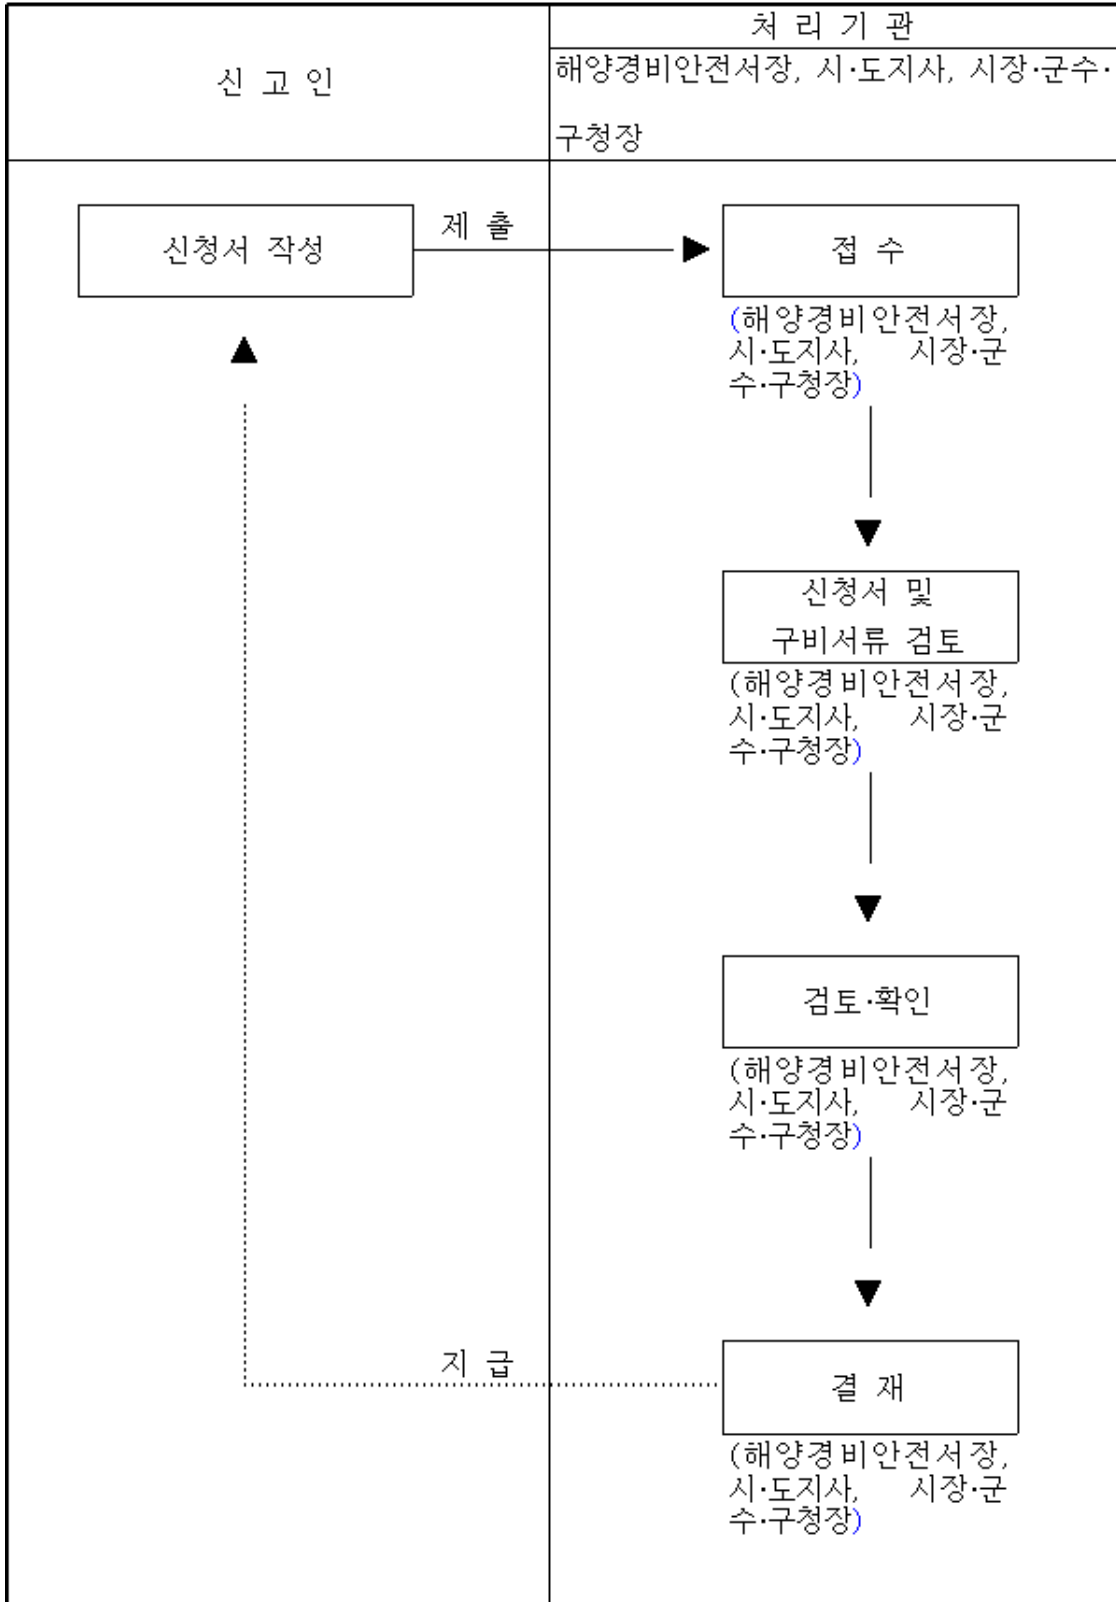 처 리 기 관
신 고 인
해양경비안전서장, 시·도지사, 시장·군수·
구청장
신청서 작성
제 출
접 수
(해양경비안전서장,
시·도지사, 시장·군
수·구청장)
신청서 및
구비서류 검토
(해양경비안전서장,
시·도지사, 시장·군
수·구청장)
검토·확인
(해양경비안전서장,
시·도지사, 시장·군
수·구청장)
지 급
결 재
(해양경비안전서장,
시·도지사, 시장·군
수·구청장)